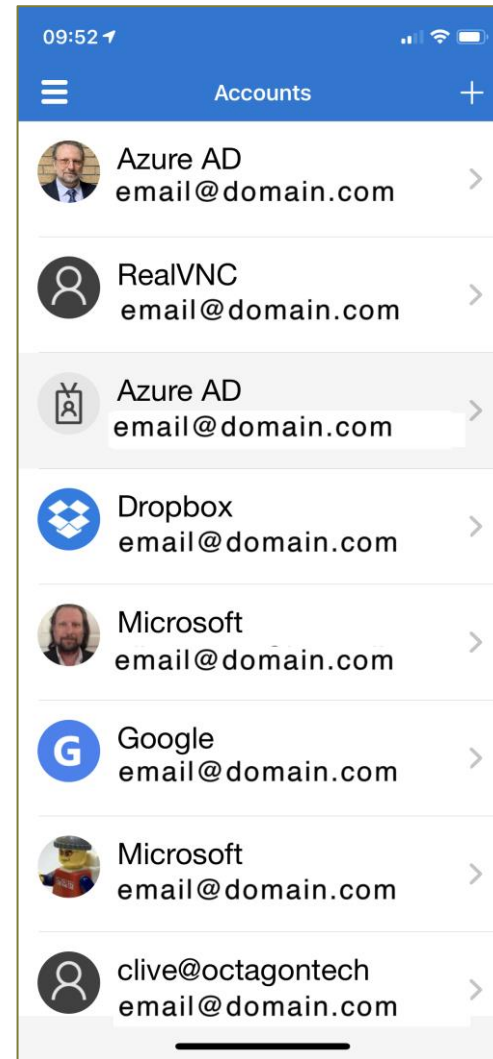 09:52
Accounts
Azure AD
email@domain.com
RealVNC
email@domain.com
Azure AD
email@domain.com
Dropbox
email@domain.com
Microsoft
email@domain.com
G
Google
email@domain.com
Microsoft
email@domain.com
clive@octagontech
email@domain.com